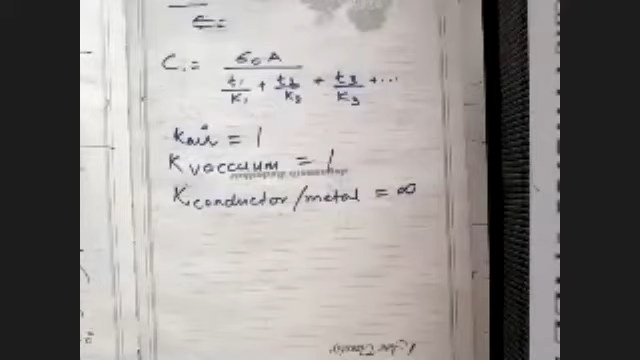 C. = ε₀A / (t₁/K₁ + t₂/K₂ + t₃/K₃ + ...
Kair = 1
Kvaccum = 1
Kconductor/metal = ∞